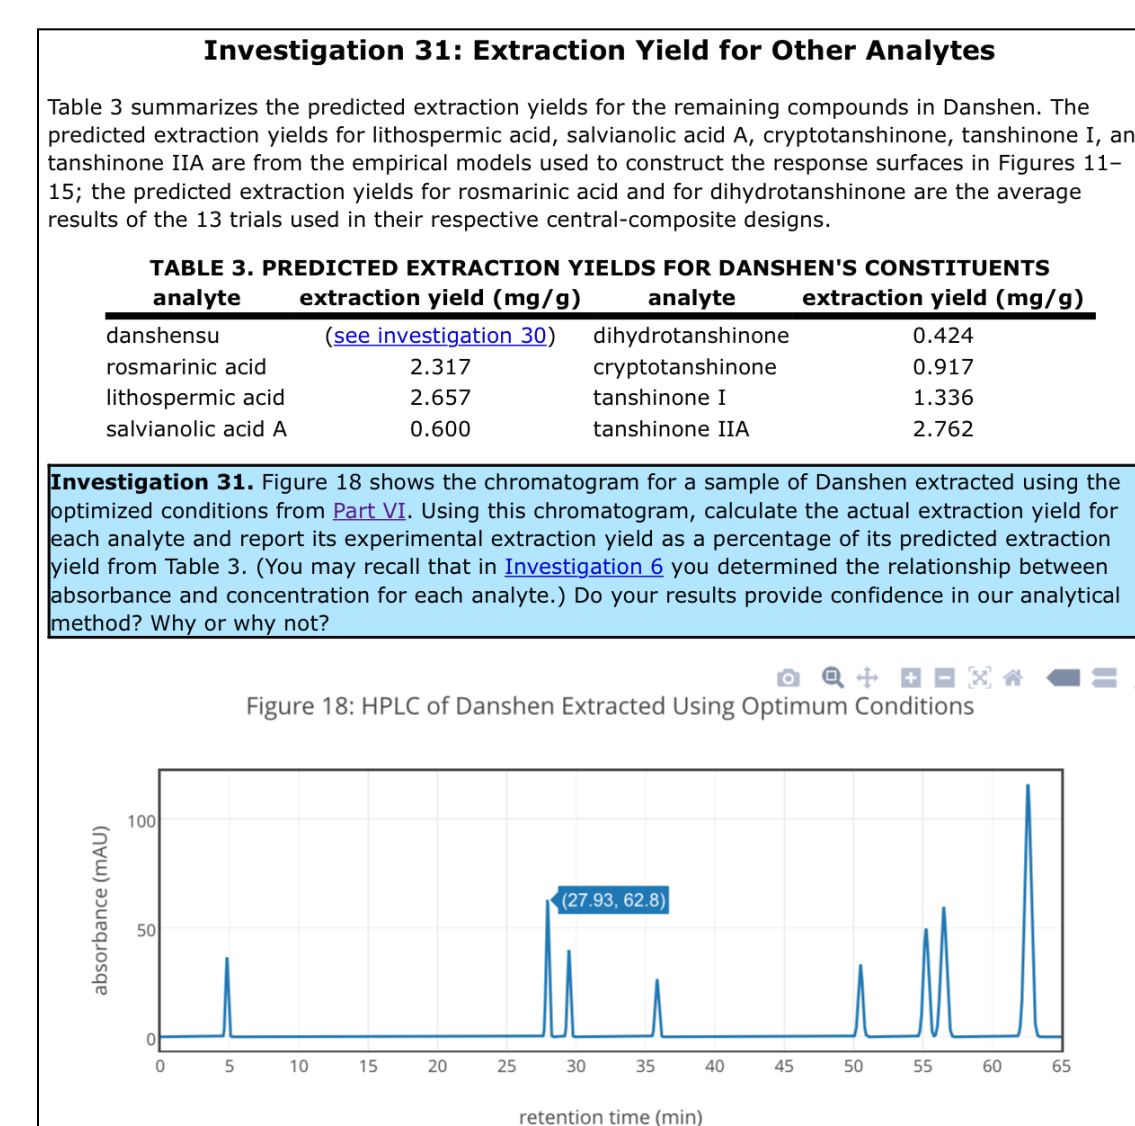 Investigation 31: Extraction Yield for Other Analytes
Table 3 summarizes the predicted extraction yields for the remaining compounds in Danshen. The
predicted extraction yields for lithospermic acid, salvianolic acid A, cryptotanshinone, tanshinone I, an
tanshinone IIA are from the empirical models used to construct the response surfaces in Figures 11–
15; the predicted extraction yields for rosmarinic acid and for dihydrotanshinone are the average
results of the 13 trials used in their respective central-composite designs.
TABLE 3. PREDICTED EXTRACTION YIELDS FOR DANSHEN'S CONSTITUENTS
analyte extraction yield (mg/g) analyte extraction yield (mg/g)
danshensu (see investigation 30) dihydrotanshinone 0.424
rosmarinic acid 2.317 cryptotanshinone 0.917
lithospermic acid 2.657 tanshinone I 1.336
salvianolic acid A 0.600 tanshinone IIA 2.762
Investigation 31. Figure 18 shows the chromatogram for a sample of Danshen extracted using the
optimized conditions from Part VI. Using this chromatogram, calculate the actual extraction yield for
each analyte and report its experimental extraction yield as a percentage of its predicted extraction
yield from Table 3. (You may recall that in Investigation 6 you determined the relationship between
absorbance and concentration for each analyte.) Do your results provide confidence in our analytical
method? Why or why not?
Figure 18: HPLC of Danshen Extracted Using Optimum Conditions
absorbance (mAU)
100
50
0
(27.93, 62.8)
0 5 10 15 20 25 30 35 40 45 50 55 60 65
retention time (min)